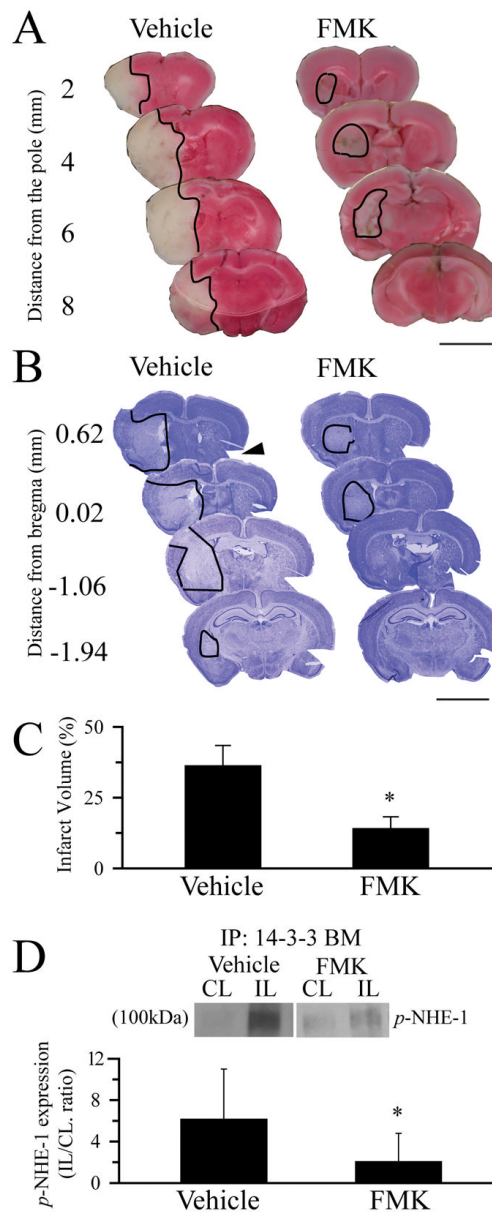 A
Vehicle
FMK
Distance from the pole (mm)
2
4
6
8
B
Vehicle
FMK
Distance from bregma (mm)
0.62
0.02
-1.06
-1.94
C
Infarct Volume (%)
50
25
0
*
Vehicle
FMK
D
IP: 14-3-3 BM
Vehicle
FMK
CL
IL
CL
IL
(100kDa)
p-NHE-1
p-NHE-1 expression
(IL/CL. ratio)
12
8
4
0
*
Vehicle
FMK